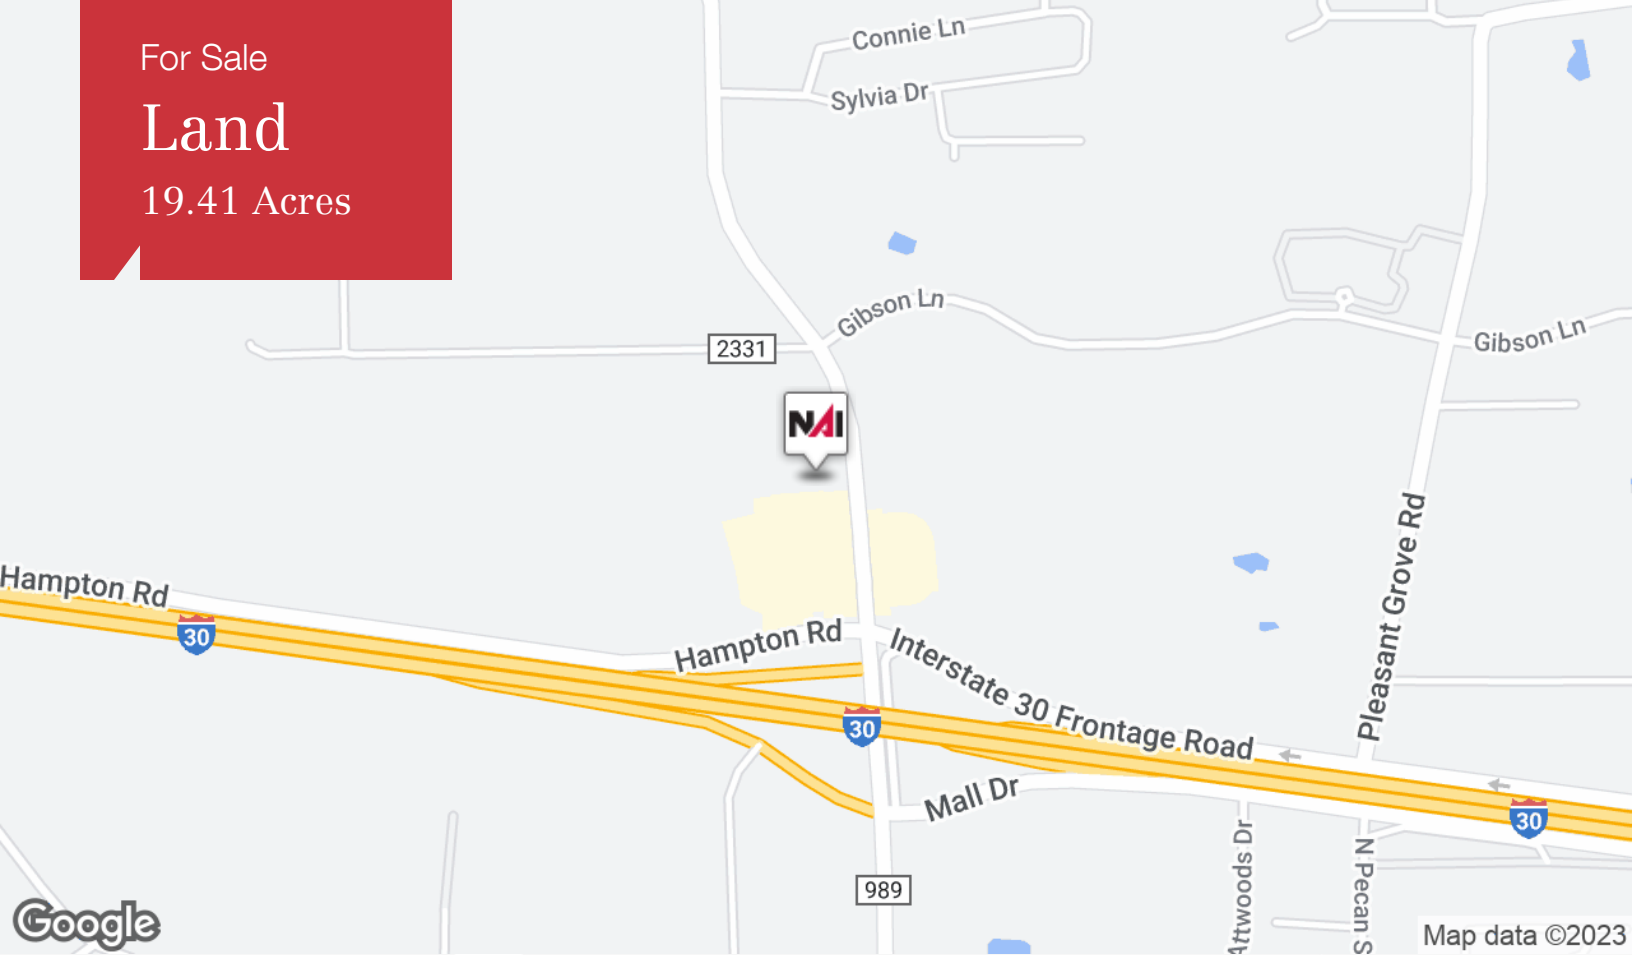 For Sale
Land
19.41 Acres
Connie Ln
Sylvia Dr
Gibson Ln
Gibson Ln
2331
NAI
Pleasant Grove Rd
Hampton Rd
30
Hampton Rd
Interstate 30 Frontage Road
30
Mall Dr
30
Attwoods Dr
N Pecan S
989
Google
Map data ©2023